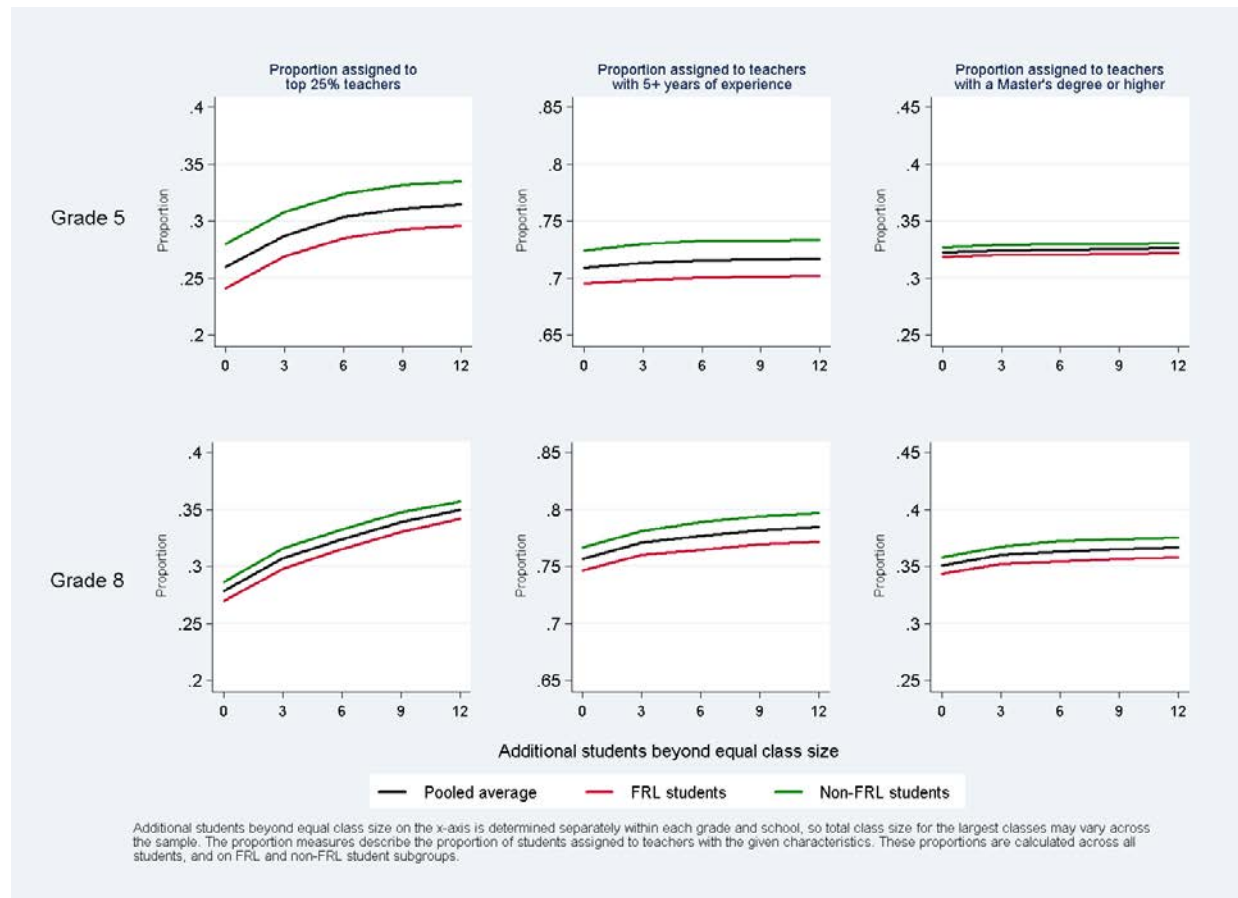 Proportion assigned to
top 25% teachers
Proportion assigned to teachers
with 5+ years of experience
Proportion assigned to teachers
with a Master's degree or higher
Grade 5
Proportion
.4
.35
.3
.25
.2
0 3 6 9 12
Proportion
.85
.8
.75
.7
.65
0 3 6 9 12
Proportion
.45
.4
.35
.3
.25
0 3 6 9 12
Grade 8
Proportion
.4
.35
.3
.25
.2
0 3 6 9 12
Proportion
.85
.8
.75
.7
.65
0 3 6 9 12
Proportion
.45
.4
.35
.3
.25
0 3 6 9 12
Additional students beyond equal class size
Pooled average FRL students Non-FRL students
Additional students beyond equal class size on the x-axis is determined separately within each grade and school, so total class size for the largest classes may vary across
the sample. The proportion measures describe the proportion of students assigned to teachers with the given characteristics. These proportions are calculated across all
students, and on FRL and non-FRL student subgroups.